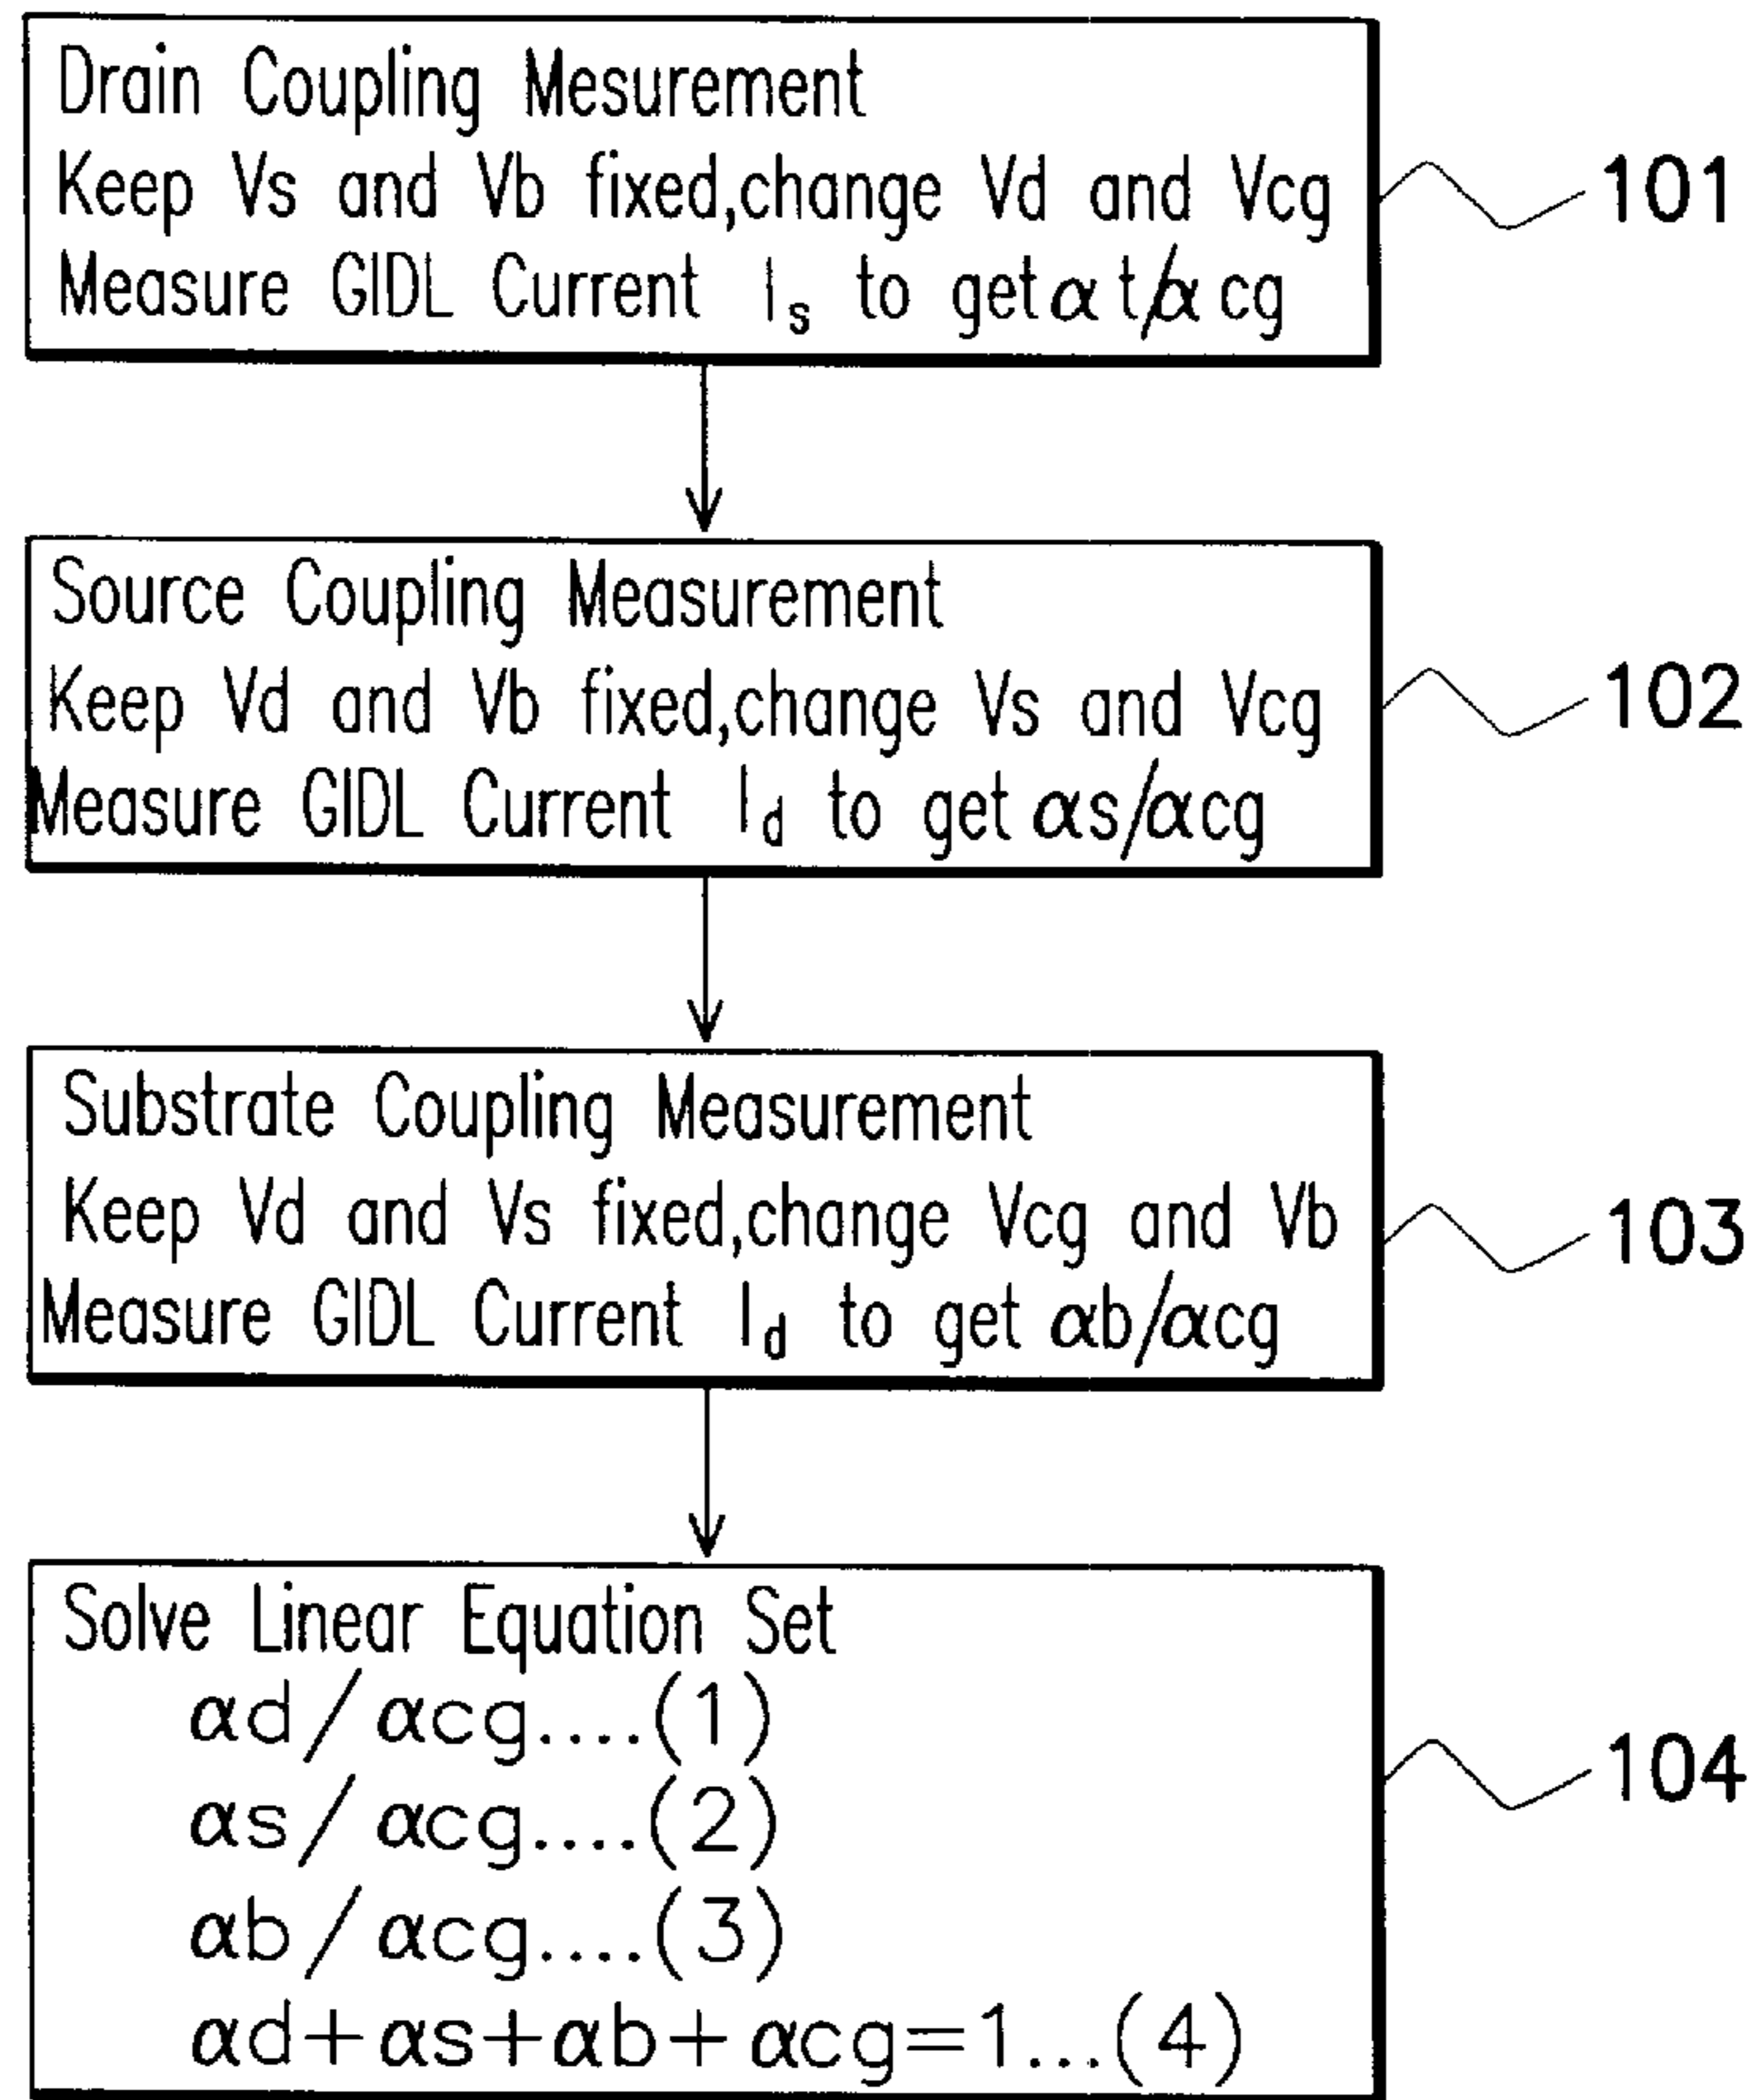 Drain Coupling Mesurement
Keep Vs and Vb fixed,change Vd and Vcg
Measure GIDL Current Is to get αt/αcg
101
Source Coupling Measurement
Keep Vd and Vb fixed,change Vs and Vcg
Measure GIDL Current Id to get αs/αcg
102
Substrate Coupling Measurement
Keep Vd and Vs fixed,change Vcg and Vb
Measure GIDL Current Id to get αb/αcg
103
Solve Linear Equation Set
αd/αcg....(1)
αs/αcg....(2)
αb/αcg....(3)
αd+αs+αb+αcg=1...(4)
104